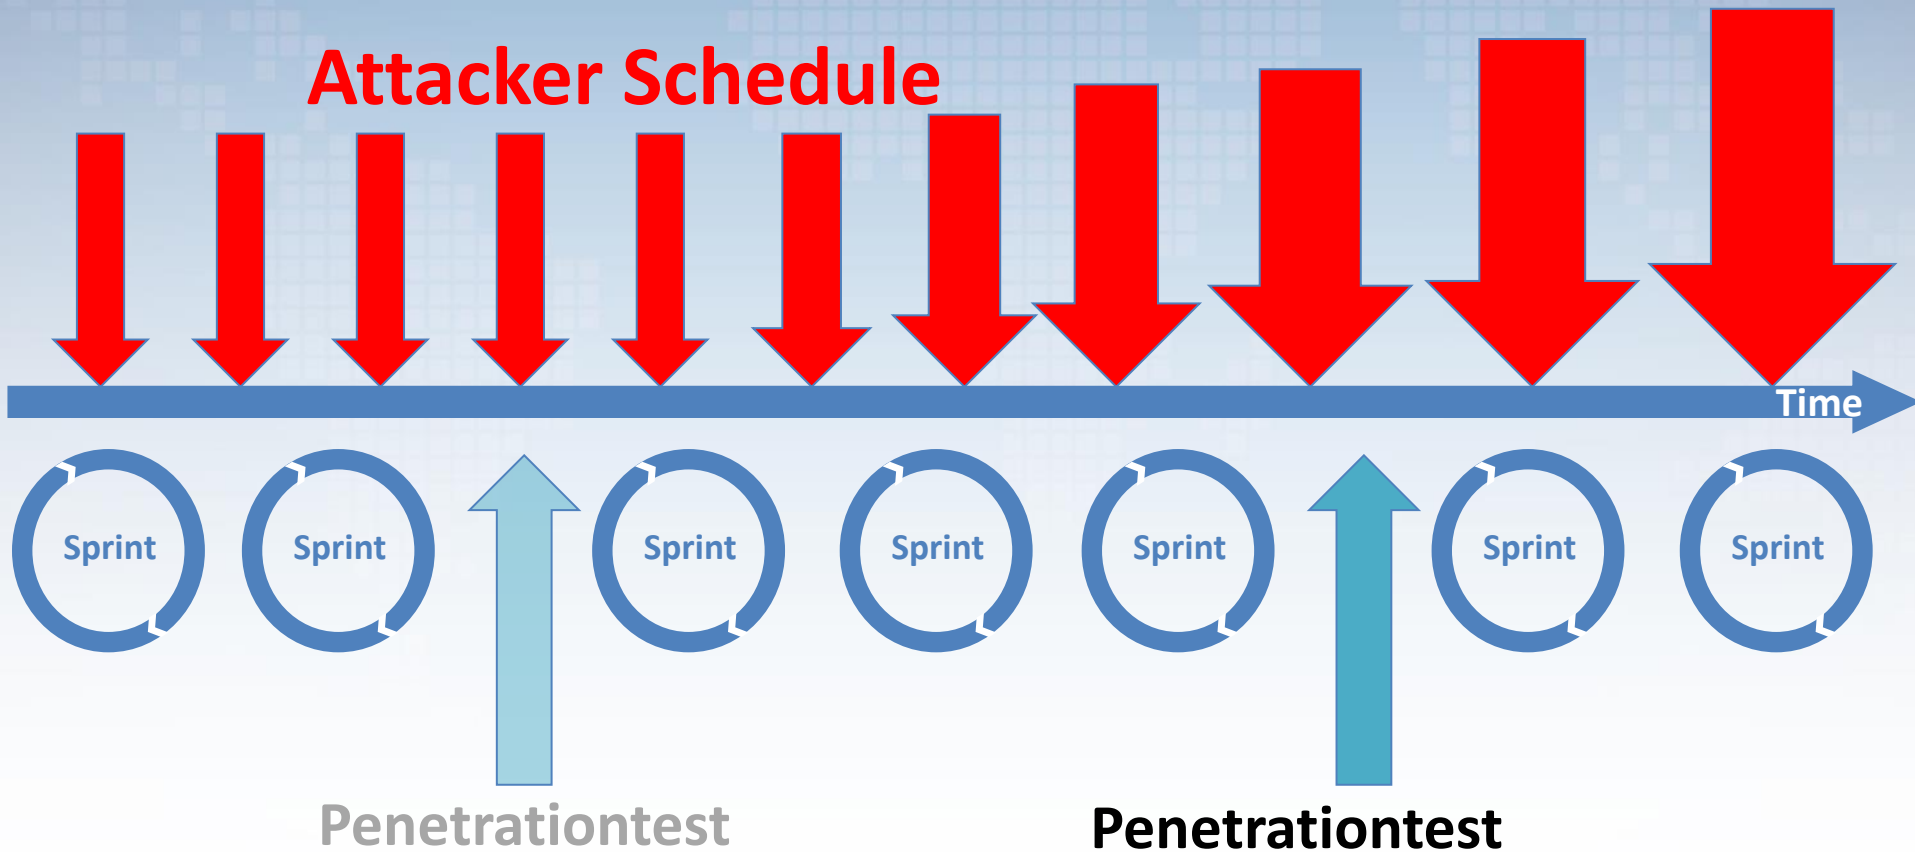 Attacker Schedule
Time
Sprint
Sprint
Sprint
Sprint
Sprint
Sprint
Sprint
Penetrationtest
Penetrationtest